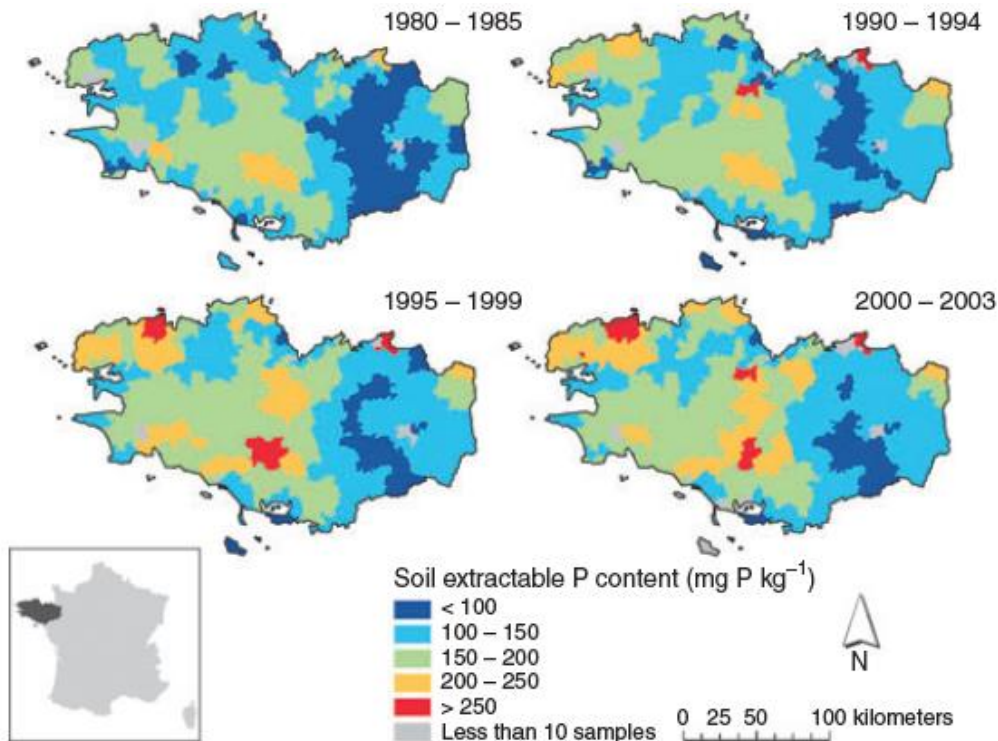 1980 – 1985
1990 – 1994
1995 – 1999
2000 – 2003
Soil extractable P content (mg P kg⁻¹)
< 100
100 – 150
150 – 200
200 – 250
> 250
Less than 10 samples
N
0 25 50 100 kilometers